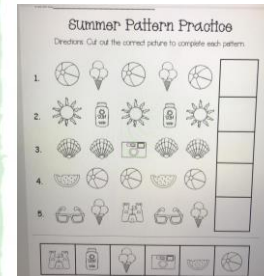 Summer Pattern Practice
Directions: Cut out the correct picture to complete each pattern.
1.
2.
3.
4.
5.